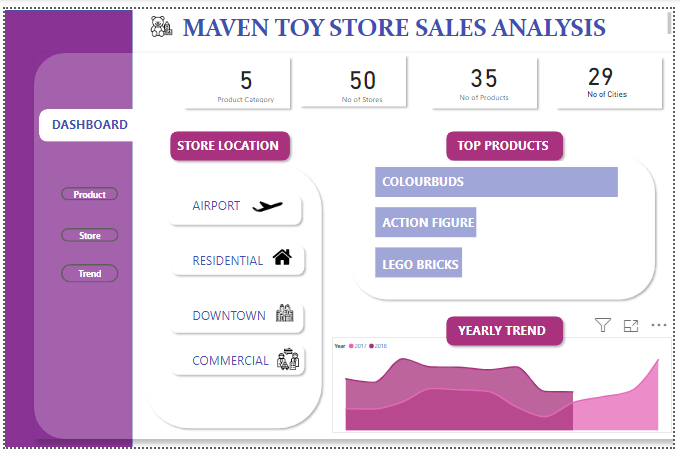 MAVEN TOY STORE SALES ANALYSIS
5
Product Category
50
No of Stores
35
No of Products
29
No of Cities
DASHBOARD
Product
Store
Trend
STORE LOCATION
AIRPORT
RESIDENTIAL
DOWNTOWN
COMMERCIAL
TOP PRODUCTS
COLOURBUDS
ACTION FIGURE
LEGO BRICKS
YEARLY TREND
Year 2017 2018